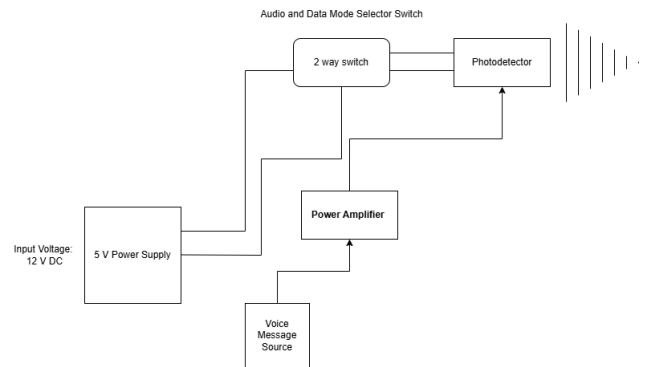 Audio and Data Mode Selector Switch
2 way switch
Photodetector
Power Amplifier
Input Voltage:
12 V DC
5 V Power Supply
Voice
Message
Source